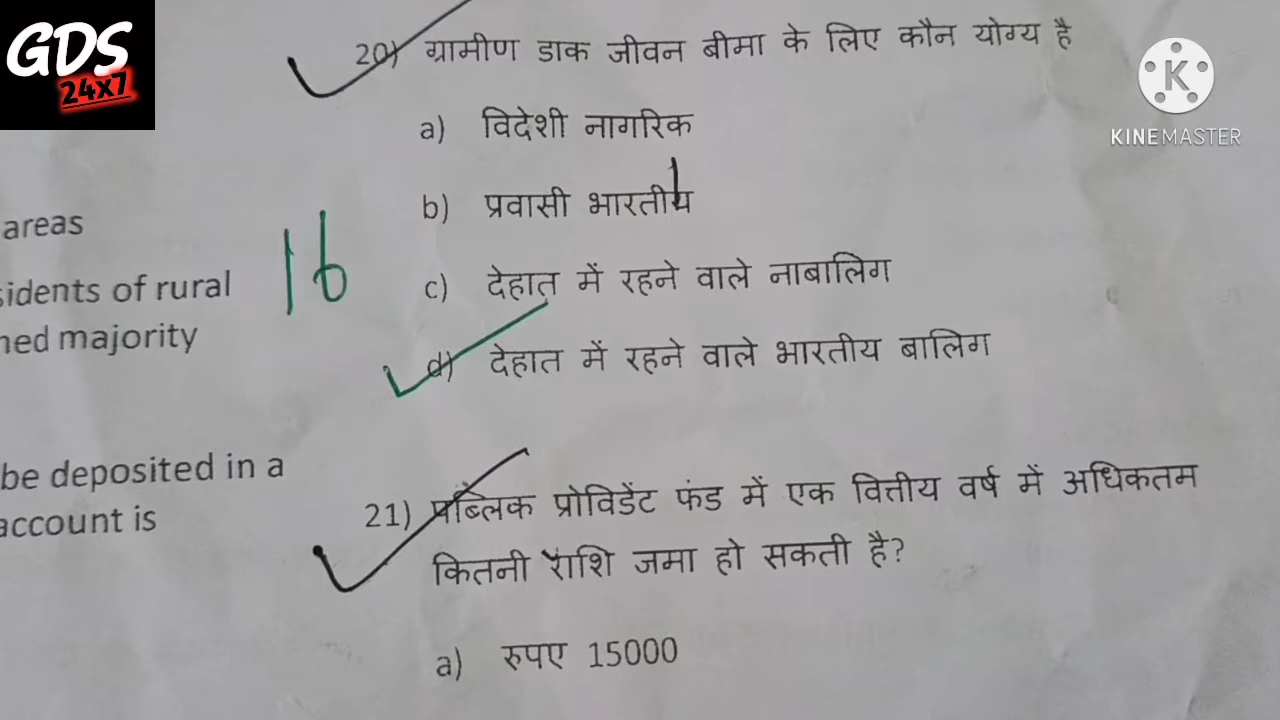 GDS
24x7
KINEMASTER
20) ग्रामीण डाक जीवन बीमा के लिए कौन योग्य है
a) विदेशी नागरिक
b) प्रवासी भारतीय
areas
sidents of rural
16
c) देहात में रहने वाले नाबालिग
ned majority
d) देहात में रहने वाले भारतीय बालिग
be deposited in a
account is
21) पब्लिक प्रोविडेंट फंड में एक वित्तीय वर्ष में अधिकतम
कितनी राशि जमा हो सकती है?
a) रुपए 15000